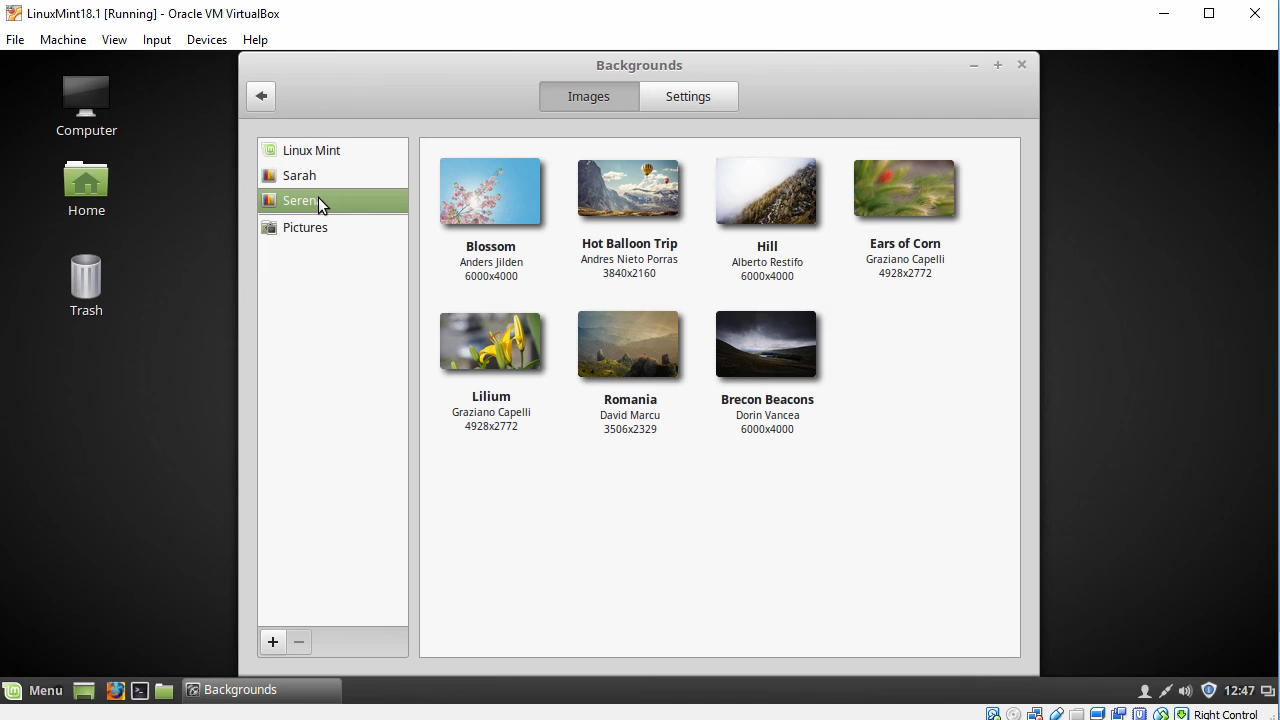 LinuxMint18.1 [Running] - Oracle VM VirtualBox
File Machine View Input Devices Help
Backgrounds
Images Settings
Computer
Home
Trash
Linux Mint
Sarah
Seren
Pictures
Blossom
Anders Jilden
6000x4000
Hot Balloon Trip
Andres Nieto Porras
3840x2160
Hill
Alberto Restifo
6000x4000
Ears of Corn
Graziano Capelli
4928x2772
Lilium
Graziano Capelli
4928x2772
Romania
David Marcu
3506x2329
Brecon Beacons
Dorin Vancea
6000x4000
Menu
Backgrounds
12:47
Right Control